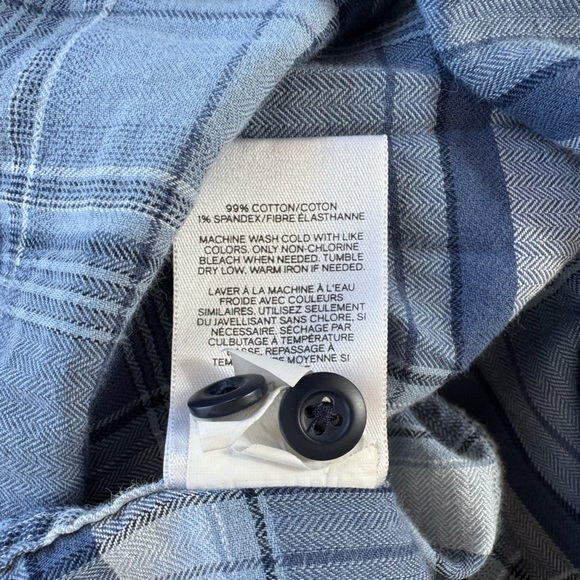 99% COTTON/COTON
1% SPANDEX/FIBRE ÉLASTHANNE
MACHINE WASH COLD WITH LIKE
COLORS. ONLY NON-CHLORINE
BLEACH WHEN NEEDED. TUMBLE
DRY LOW. WARM IRON IF NEEDED.
LAVER À LA MACHINE À L'EAU
FROIDE AVEC COULEURS
SIMILAIRES. UTILISEZ SEULEMENT
DU JAVELLISANT SANS CHLORE, SI
NÉCESSAIRE. SÉCHAGE PAR
CULBUTAGE À TEMPÉRATURE
REPASSAGE À
MOYENNE SI